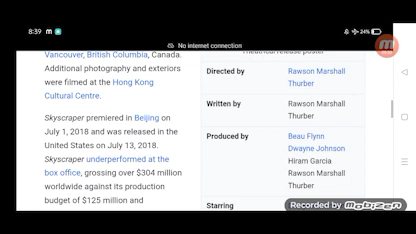 8:39
24%
No internet connection
Vancouver, British Columbia, Canada.
Additional photography and exteriors
were filmed at the Hong Kong
Cultural Centre.
Skyscraper premiered in Beijing on
July 1, 2018 and was released in the
United States on July 13, 2018.
Skyscraper underperformed at the
box office, grossing over $304 million
worldwide against its production
budget of $125 million and
Theatrical release poster
Directed by
Rawson Marshall
Thurber
Written by
Rawson Marshall
Thurber
Produced by
Beau Flynn
Dwayne Johnson
Hiram Garcia
Rawson Marshall
Thurber
Starring
Recorded by Mobizen